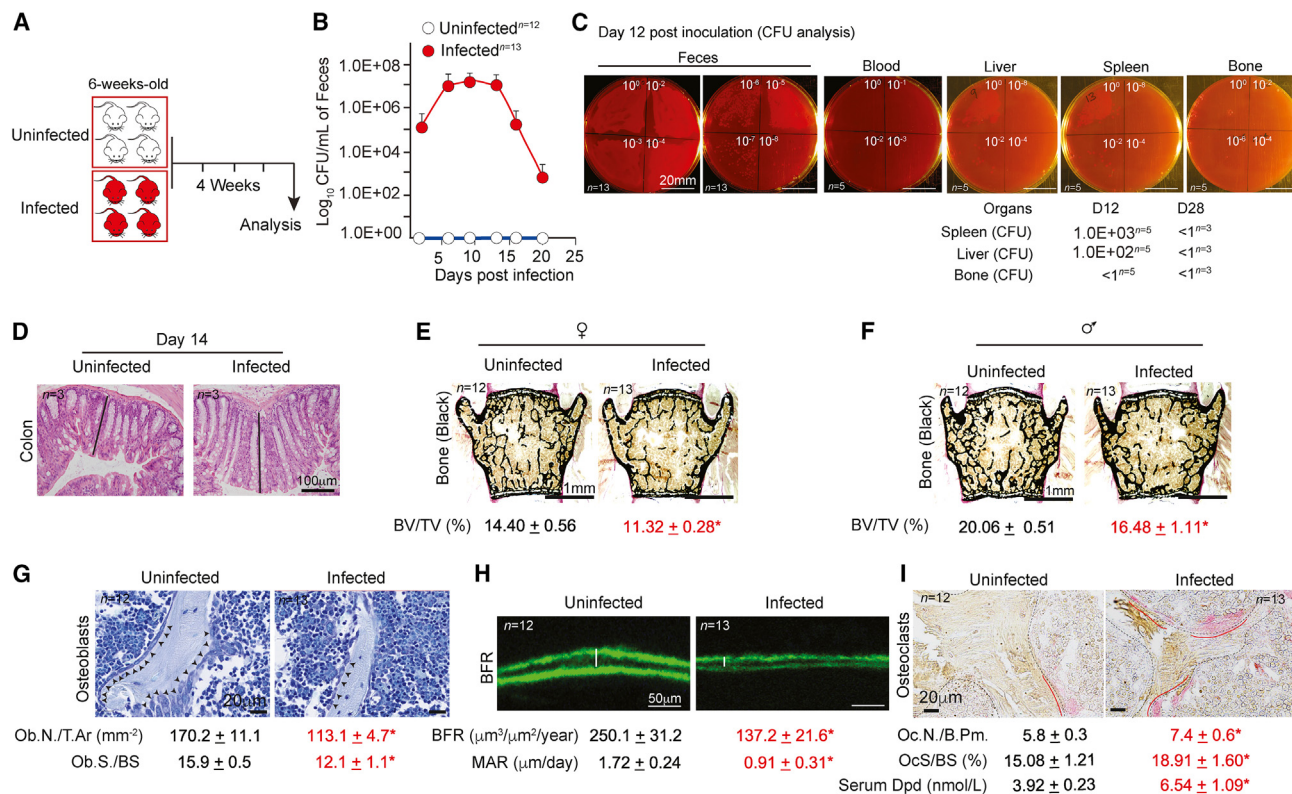 A
6-weeks-old
Uninfected
Infected
4 Weeks
Analysis
B
Uninfected n=12
Infected n=13
Log10 CFU/mL of Feces
1.0E+08
1.0E+06
1.0E+04
1.0E+02
1.0E+00
5 10 15 20 25
Days post infection
C
Day 12 post inoculation (CFU analysis)
Feces Blood Liver Spleen Bone
10⁰ 10⁻² 10⁻⁶ 10⁻⁵ 10⁰ 10⁻¹ 10⁰ 10⁻⁸ 10⁰ 10⁻⁸ 10⁰ 10⁻²
10⁻³ 10⁻⁴ 10⁻⁷ 10⁻⁸ 10⁻² 10⁻³ 10⁻² 10⁻⁴ 10⁻² 10⁻⁴ 10⁻⁶ 10⁻⁴
n=13 20mm n=13 n=5 n=5 n=5 n=5
Organs D12 D28
Spleen (CFU) 1.0E+03 n=5 <1 n=3
Liver (CFU) 1.0E+02 n=5 <1 n=3
Bone (CFU) <1 n=5 <1 n=3
D
Day 14
Uninfected Infected
n=3 n=3
Colon
100μm
E
♀
Uninfected Infected
n=12 n=13
Bone (Black)
1mm
BV/TV (%) 14.40 ± 0.56 11.32 ± 0.28*
F
♂
Uninfected Infected
n=12 n=13
Bone (Black)
1mm
BV/TV (%) 20.06 ± 0.51 16.48 ± 1.11*
G
Uninfected Infected
n=12 n=13
Osteoblasts
20μm
Ob.N./T.Ar (mm⁻²) 170.2 ± 11.1 113.1 ± 4.7*
Ob.S./BS 15.9 ± 0.5 12.1 ± 1.1*
H
Uninfected Infected
n=12 n=13
BFR
50μm
BFR (μm³/μm²/year) 250.1 ± 31.2 137.2 ± 21.6*
MAR (μm/day) 1.72 ± 0.24 0.91 ± 0.31*
I
Uninfected Infected
n=12 n=13
Osteoclasts
20μm
Oc.N./B.Pm. 5.8 ± 0.3 7.4 ± 0.6*
OcS/BS (%) 15.08 ± 1.21 18.91 ± 1.60*
Serum Dpd (nmol/L) 3.92 ± 0.23 6.54 ± 1.09*